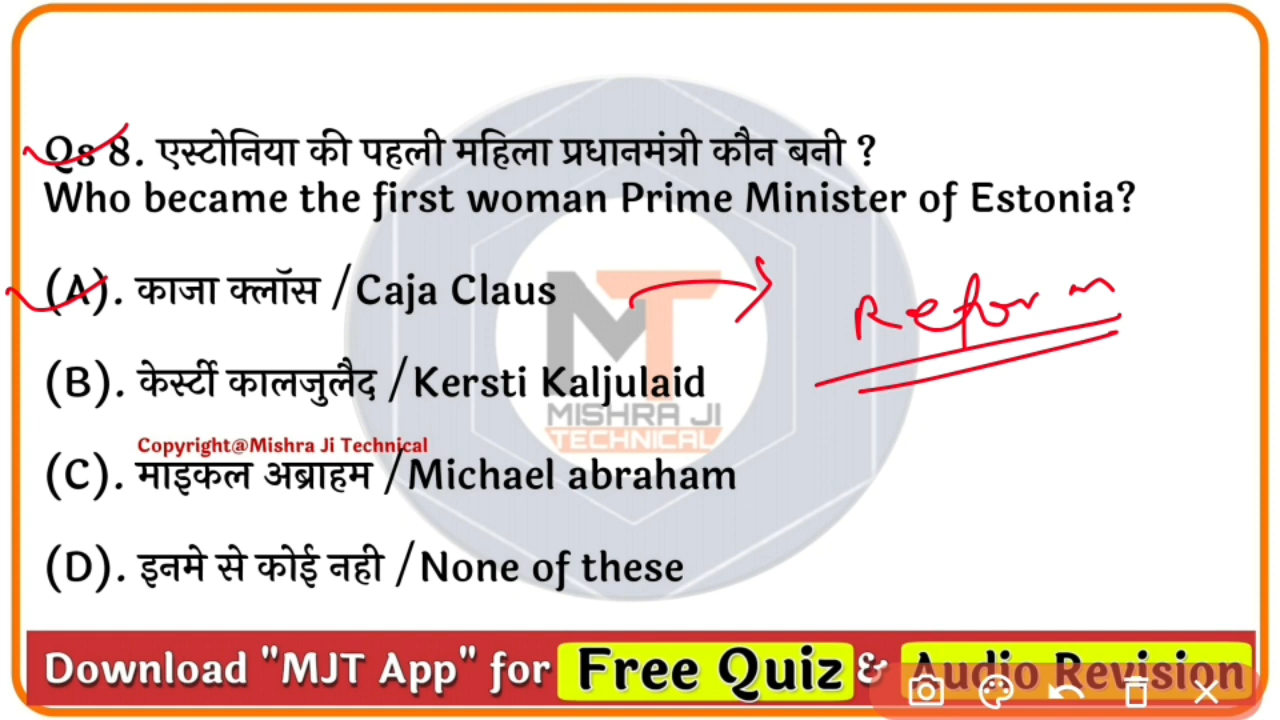 Qs 8. एस्टोनिया की पहली महिला प्रधानमंत्री कौन बनी ?
Who became the first woman Prime Minister of Estonia?
(A). काजा क्लॉस /Caja Claus
Reform
(B). केर्स्टी कालजुलैद /Kersti Kaljulaid
MISHRA JI
TECHNICAL
Copyright@Mishra Ji Technical
(C). माइकल अब्राहम /Michael abraham
(D). इनमे से कोई नही /None of these
Download "MJT App" for Free Quiz & Audio Revision